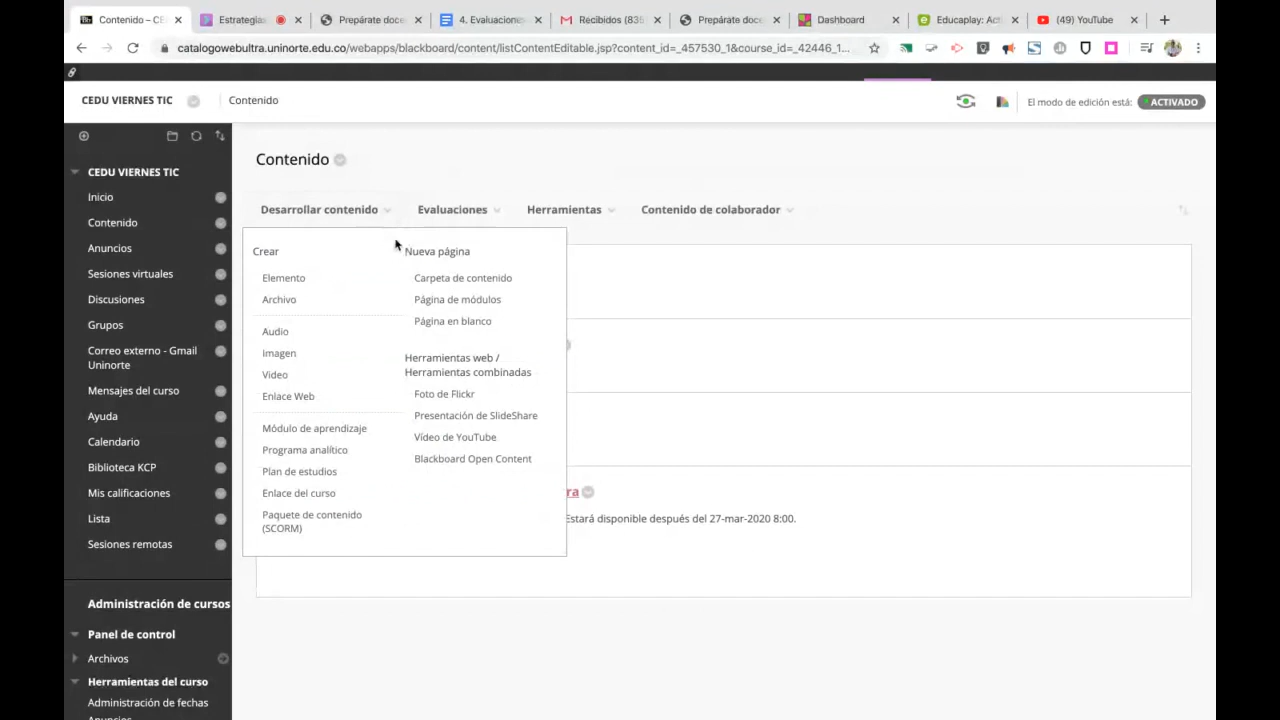 Contenido – CE
Estrategias
Prepárate doce
4. Evaluacione
Recibidos (835
Prepárate doce
Dashboard
Educaplay: Act
(49) YouTube
catalogowebultra.uninorte.edu.co/webapps/blackboard/content/listContentEditable.jsp?content_id=_457530_1&course_id=_42446_1...
CEDU VIERNES TIC
Contenido
El modo de edición está:
ACTIVADO
CEDU VIERNES TIC
Inicio
Contenido
Anuncios
Sesiones virtuales
Discusiones
Grupos
Correo externo - Gmail
Uninorte
Mensajes del curso
Ayuda
Calendario
Biblioteca KCP
Mis calificaciones
Lista
Sesiones remotas
Administración de cursos
Panel de control
Archivos
Herramientas del curso
Administración de fechas
Anuncios
Contenido
Desarrollar contenido
Evaluaciones
Herramientas
Contenido de colaborador
Crear
Elemento
Archivo
Audio
Imagen
Video
Enlace Web
Módulo de aprendizaje
Programa analítico
Plan de estudios
Enlace del curso
Paquete de contenido
(SCORM)
Nueva página
Carpeta de contenido
Página de módulos
Página en blanco
Herramientas web /
Herramientas combinadas
Foto de Flickr
Presentación de SlideShare
Vídeo de YouTube
Blackboard Open Content
ra
Estará disponible después del 27-mar-2020 8:00.